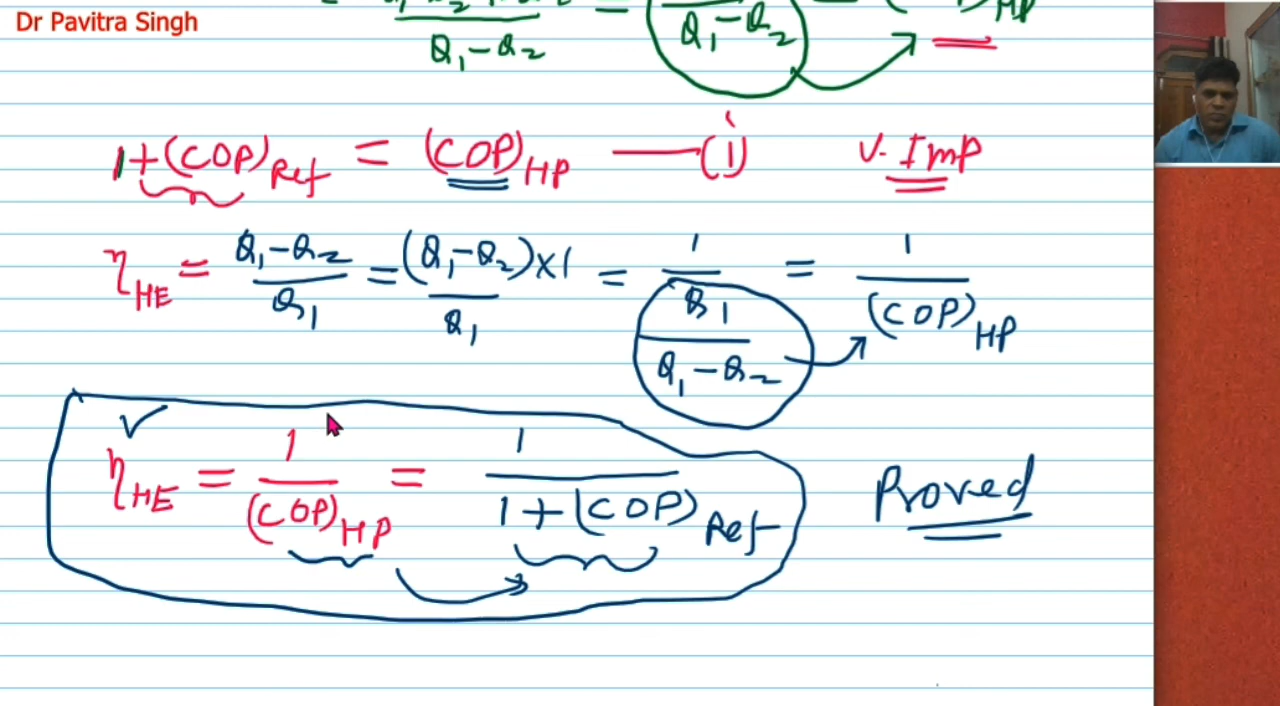 Dr Pavitra Singh
Q₁-Q₂ = Q₁-Q₂ HP
1+(COP)Ref = (COP)HP —(i) V. Imp
ηHE = Q₁-Q₂/Q₁ = (Q₁-Q₂)×1/Q₁ = 1/(Q₁/Q₁-Q₂) = 1/(COP)HP
✓
ηHE = 1/(COP)HP = 1/1+(COP)Ref Proved